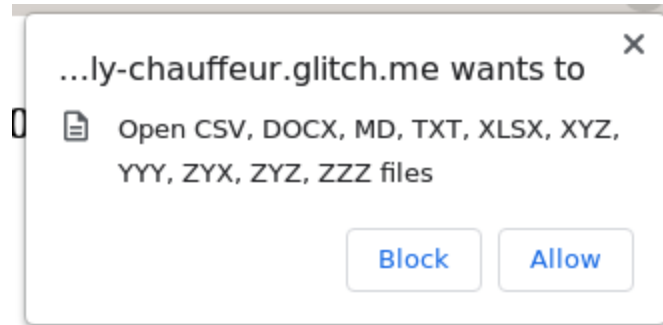 ...ly-chauffeur.glitch.me wants to
Open CSV, DOCX, MD, TXT, XLSX, XYZ,
YYY, ZYX, ZYZ, ZZZ files
Block
Allow